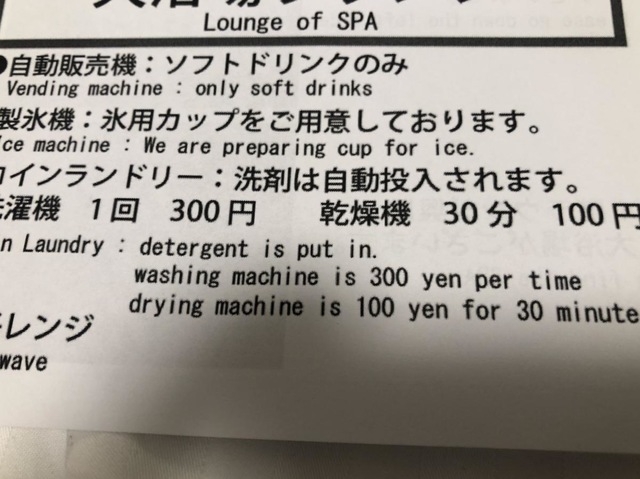 Lounge of SPA
●自動販売機：ソフトドリンクのみ
Vending machine : only soft drinks
製氷機：氷用カップをご用意しております。
Ice machine : We are preparing cup for ice.
コインランドリー：洗剤は自動投入されます。
洗濯機 1回 300円 乾燥機 30分 100円
n Laundry : detergent is put in.
washing machine is 300 yen per time
drying machine is 100 yen for 30 minute
レンジ
wave